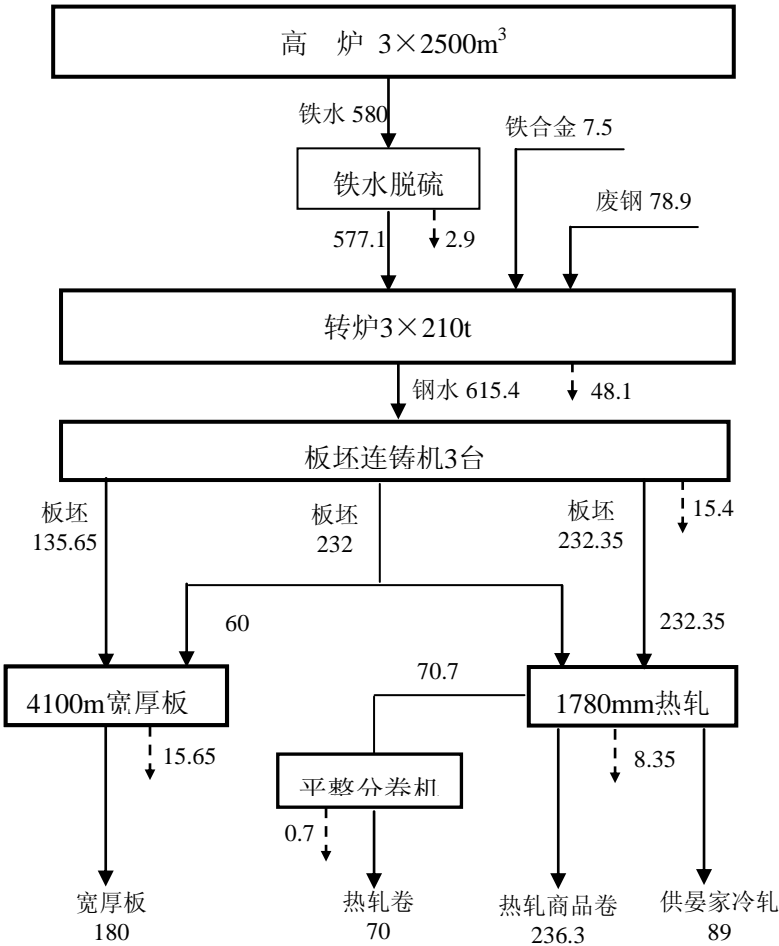 高 炉 3×2500m³
铁水 580
铁合金 7.5
铁水脱硫
废钢 78.9
577.1
2.9
转炉3×210t
钢水 615.4
48.1
板坯连铸机3台
板坯
135.65
板坯
232
板坯
232.35
15.4
60
232.35
70.7
4100m宽厚板
1780mm热轧
15.65
平整分卷机
8.35
0.7
宽厚板
180
热轧卷
70
热轧商品卷
236.3
供晏家冷轧
89